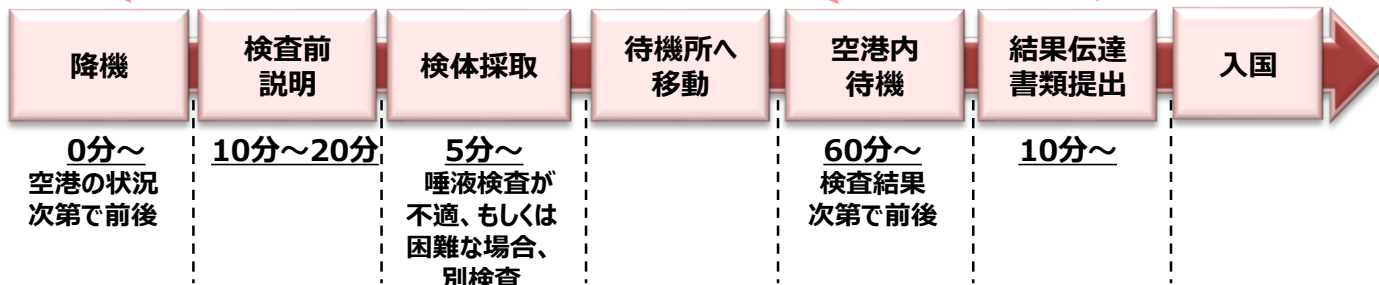 降機
検査前
説明
検体採取
待機所へ
移動
空港内
待機
結果伝達
書類提出
入国
0分～
空港の状況
次第で前後
10分～20分
5分～
唾液検査が
不適、もしくは
困難な場合、
別検査
60分～
検査結果
次第で前後
10分～